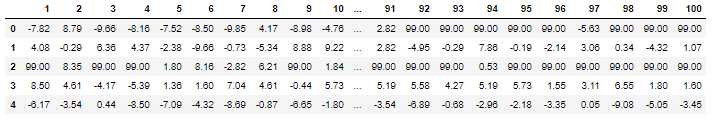 1 2 3 4 5 6 7 8 9 10 ... 91 92 93 94 95 96 97 98 99 100
0 -7.82 8.79 -9.66 -8.16 -7.52 -8.50 -9.85 4.17 -8.98 -4.76 ... 2.82 99.00 99.00 99.00 99.00 99.00 -5.63 99.00 99.00 99.00
1 4.08 -0.29 6.36 4.37 -2.38 -9.66 -0.73 -5.34 8.88 9.22 ... 2.82 -4.95 -0.29 7.86 -0.19 -2.14 3.06 0.34 -4.32 1.07
2 99.00 8.35 99.00 99.00 1.80 8.16 -2.82 6.21 99.00 1.84 ... 99.00 99.00 99.00 0.53 99.00 99.00 99.00 99.00 99.00 99.00
3 8.50 4.61 -4.17 -5.39 1.36 1.60 7.04 4.61 -0.44 5.73 ... 5.19 5.58 4.27 5.19 5.73 1.55 3.11 6.55 1.80 1.60
4 -6.17 -3.54 0.44 -8.50 -7.09 -4.32 -8.69 -0.87 -6.65 -1.80 ... -3.54 -6.89 -0.68 -2.96 -2.18 -3.35 0.05 -9.08 -5.05 -3.45